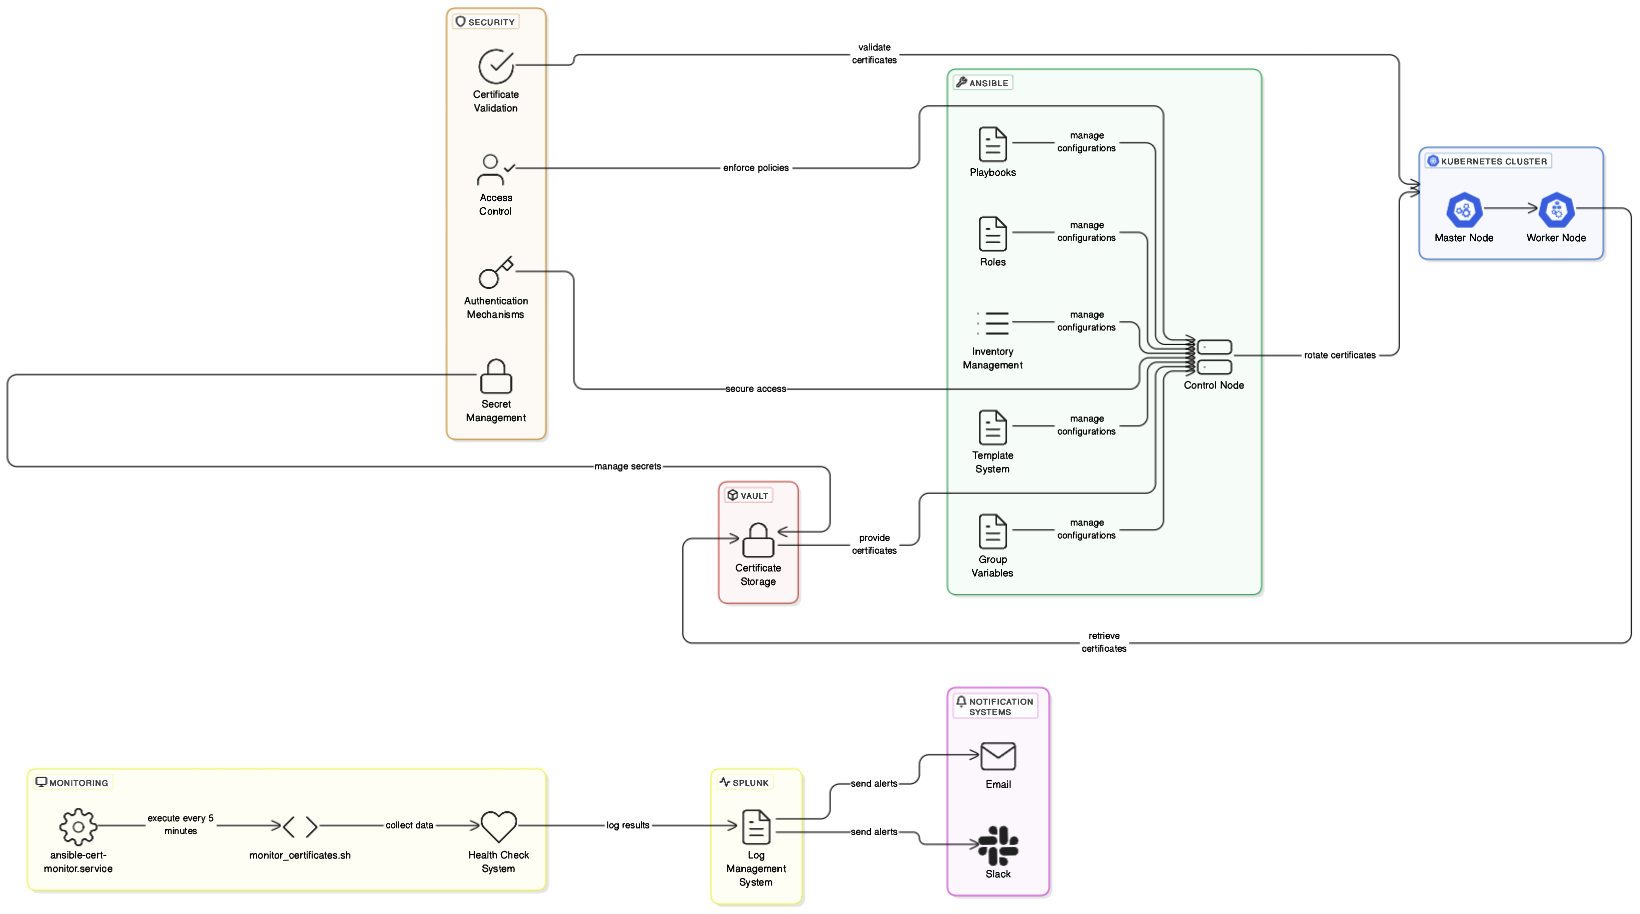 SECURITY
Certificate
Validation
validate
certificates
Access
Control
enforce policies
Authentication
Mechanisms
secure access
Secret
Management
manage secrets
ANSIBLE
Playbooks
manage
configurations
Roles
manage
configurations
Inventory
Management
manage
configurations
Template
System
manage
configurations
Group
Variables
manage
configurations
Control Node
rotate certificates
KUBERNETES CLUSTER
Master Node
Worker Node
VAULT
Certificate
Storage
provide
certificates
retrieve
certificates
NOTIFICATION
SYSTEMS
Email
Slack
MONITORING
ansible-cert-
monitor.service
execute every 5
minutes
monitor_certificates.sh
collect data
Health Check
System
log results
SPLUNK
Log
Management
System
send alerts
send alerts